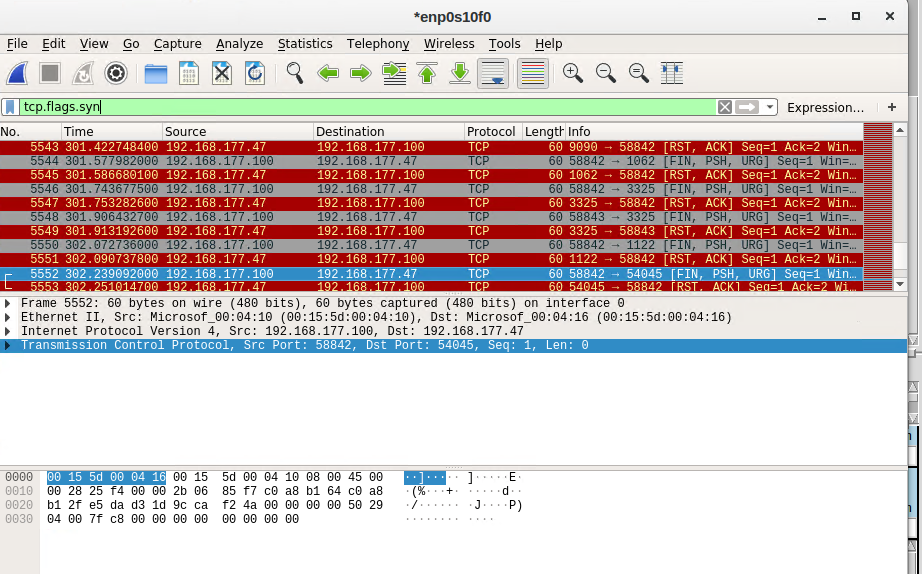 *enp0s10f0
File Edit View Go Capture Analyze Statistics Telephony Wireless Tools Help
tcp.flags.syn Expression… +
No. Time Source Destination Protocol Length Info
5543 301.422748400 192.168.177.47 192.168.177.100 TCP 60 9090 → 58842 [RST, ACK] Seq=1 Ack=2 Win=…
5544 301.577982000 192.168.177.100 192.168.177.47 TCP 60 58842 → 1062 [FIN, PSH, URG] Seq=1 Win=…
5545 301.586680100 192.168.177.47 192.168.177.100 TCP 60 1062 → 58842 [RST, ACK] Seq=1 Ack=2 Win=…
5546 301.743677500 192.168.177.100 192.168.177.47 TCP 60 58842 → 3325 [FIN, PSH, URG] Seq=1 Win=…
5547 301.753282600 192.168.177.47 192.168.177.100 TCP 60 3325 → 58842 [RST, ACK] Seq=1 Ack=2 Win=…
5548 301.906432700 192.168.177.100 192.168.177.47 TCP 60 58843 → 3325 [FIN, PSH, URG] Seq=1 Win=…
5549 301.913192600 192.168.177.47 192.168.177.100 TCP 60 3325 → 58843 [RST, ACK] Seq=1 Ack=2 Win=…
5550 302.072736000 192.168.177.100 192.168.177.47 TCP 60 58842 → 1122 [FIN, PSH, URG] Seq=1 Win=…
5551 302.090737800 192.168.177.47 192.168.177.100 TCP 60 1122 → 58842 [RST, ACK] Seq=1 Ack=2 Win=…
5552 302.239092000 192.168.177.100 192.168.177.47 TCP 60 58842 → 54045 [FIN, PSH, URG] Seq=1 Win…
5553 302.251014700 192.168.177.47 192.168.177.100 TCP 60 54045 → 58842 [RST, ACK] Seq=1 Ack=2 Wi…
Frame 5552: 60 bytes on wire (480 bits), 60 bytes captured (480 bits) on interface 0
Ethernet II, Src: Microsof_00:04:10 (00:15:5d:00:04:10), Dst: Microsof_00:04:16 (00:15:5d:00:04:16)
Internet Protocol Version 4, Src: 192.168.177.100, Dst: 192.168.177.47
Transmission Control Protocol, Src Port: 58842, Dst Port: 54045, Seq: 1, Len: 0
0000 00 15 5d 00 04 16 00 15 5d 00 04 10 08 00 45 00 ··]····· ]·····E·
0010 00 28 25 f4 00 00 2b 06 85 f7 c0 a8 b1 64 c0 a8 ·(%···+· ·····d··
0020 b1 2f e5 da d3 1d 9c ca f2 4a 00 00 00 00 50 29 ·/······ ·J····P)
0030 04 00 7f c8 00 00 00 00 00 00 00 00 ········ ····